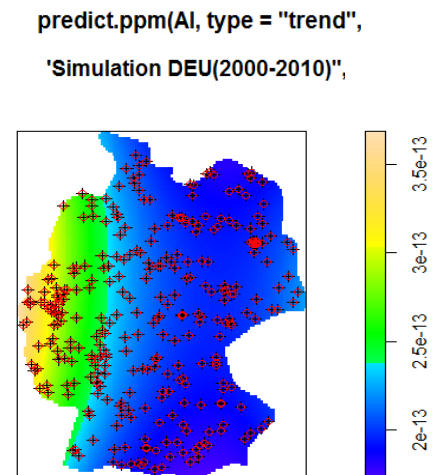 predict.ppm(AI, type = "trend",
'Simulation DEU(2000-2010)",
3.5e-13
3e-13
2.5e-13
2e-13